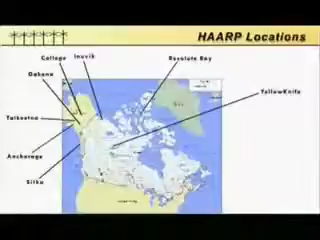 HAARP Locations
College
Inuvik
Resolute Bay
Gakona
YellowKnife
Talkeetna
Anchorage
Sitka